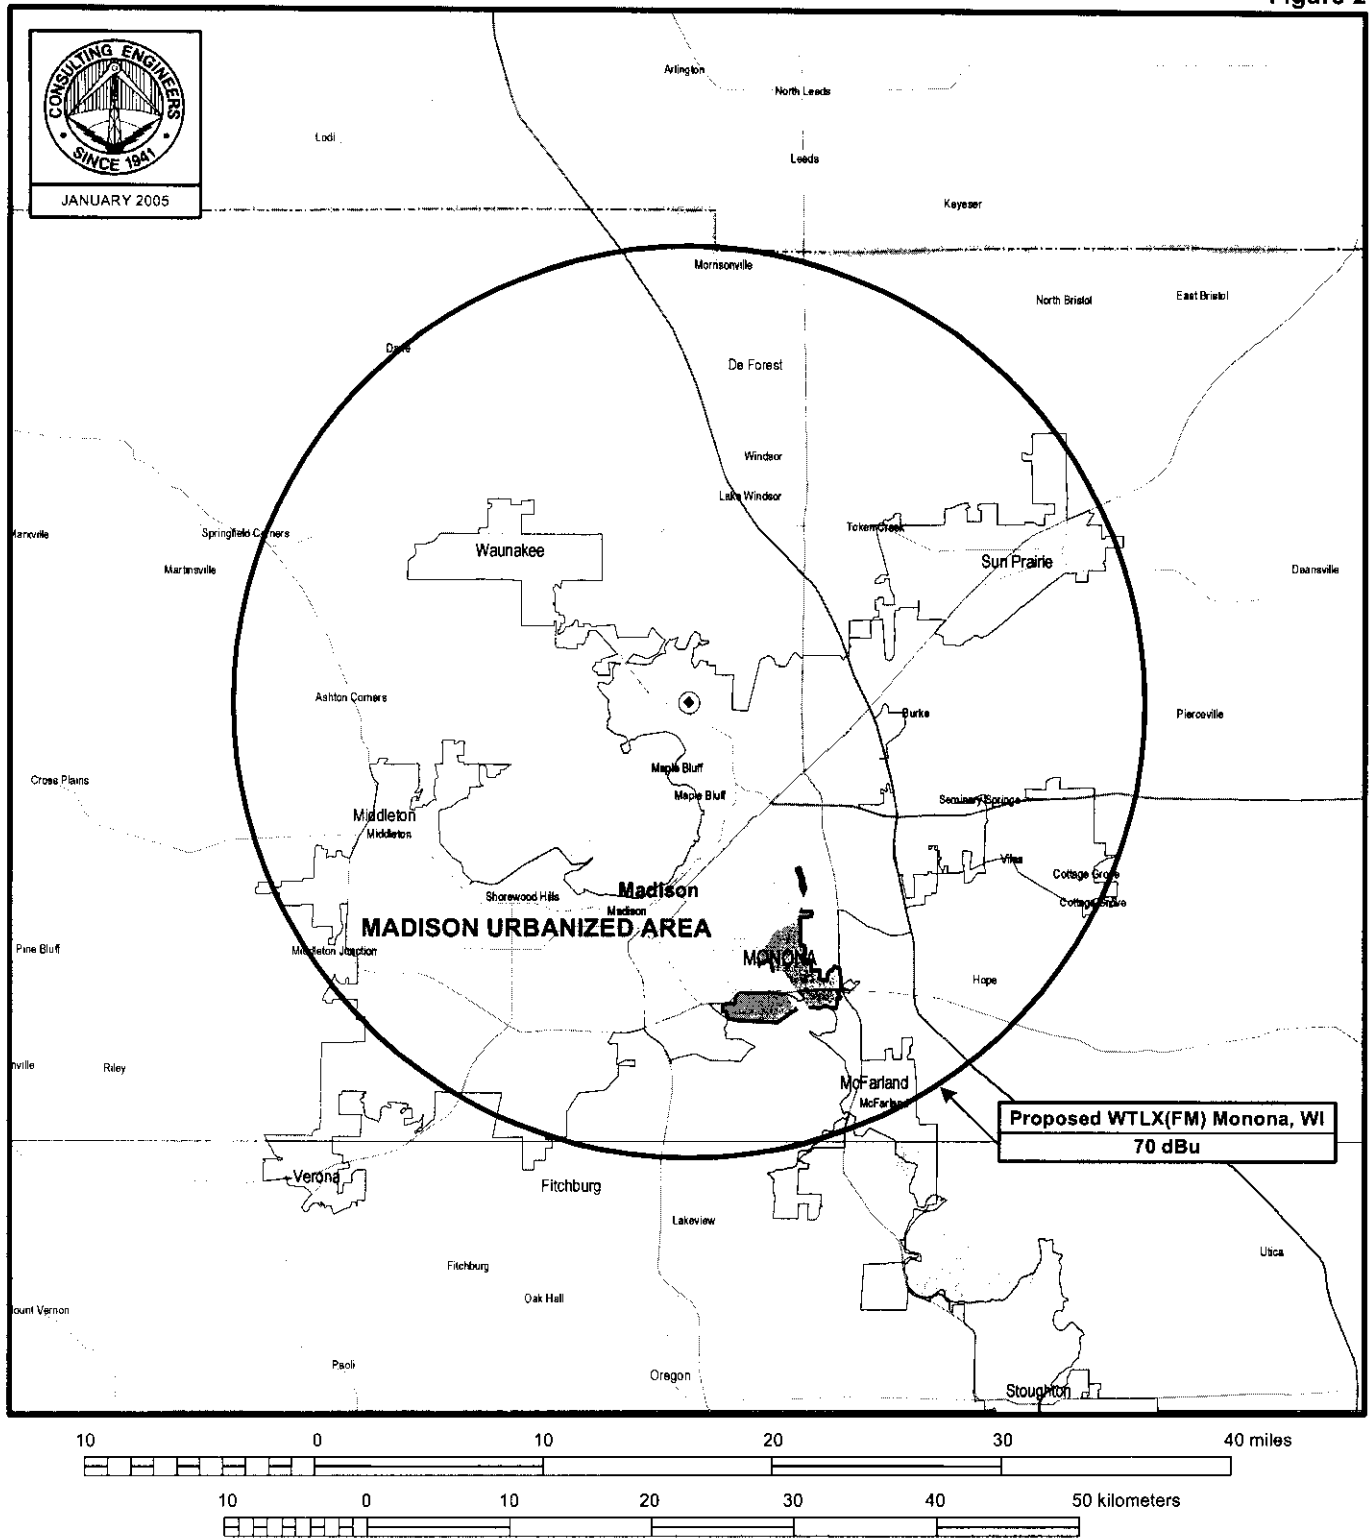 Figure 2
CONSULTING ENGINEERS
SINCE 1941
JANUARY 2005
Arlington
North Leeds
Lodi
Leeds
Keyeser
Morrisonville
North Bristol
East Bristol
Dane
De Forest
Windsor
Lake Windsor
Token Creek
Springfield Corners
Waunakee
Sun Prairie
Martinsville
Deansville
Ashton Corners
Burke
Pierceville
Cross Plains
Maple Bluff
Maple Bluff
Seminary Springs
Middleton
Middleton
Vilas
Cottage Grove
Cottage Grove
Shorewood Hills
Madison
Madison
MADISON URBANIZED AREA
Pine Bluff
Middleton Junction
MONONA
Hope
nville
Riley
McFarland
McFarland
Proposed WTLX(FM) Monona, WI
70 dBu
Verona
Fitchburg
Lakeview
Utica
Fitchburg
Oak Hall
ount Vernon
Paoli
Oregon
Stoughton
10 0 10 20 30 40 miles
10 0 10 20 30 40 50 kilometers